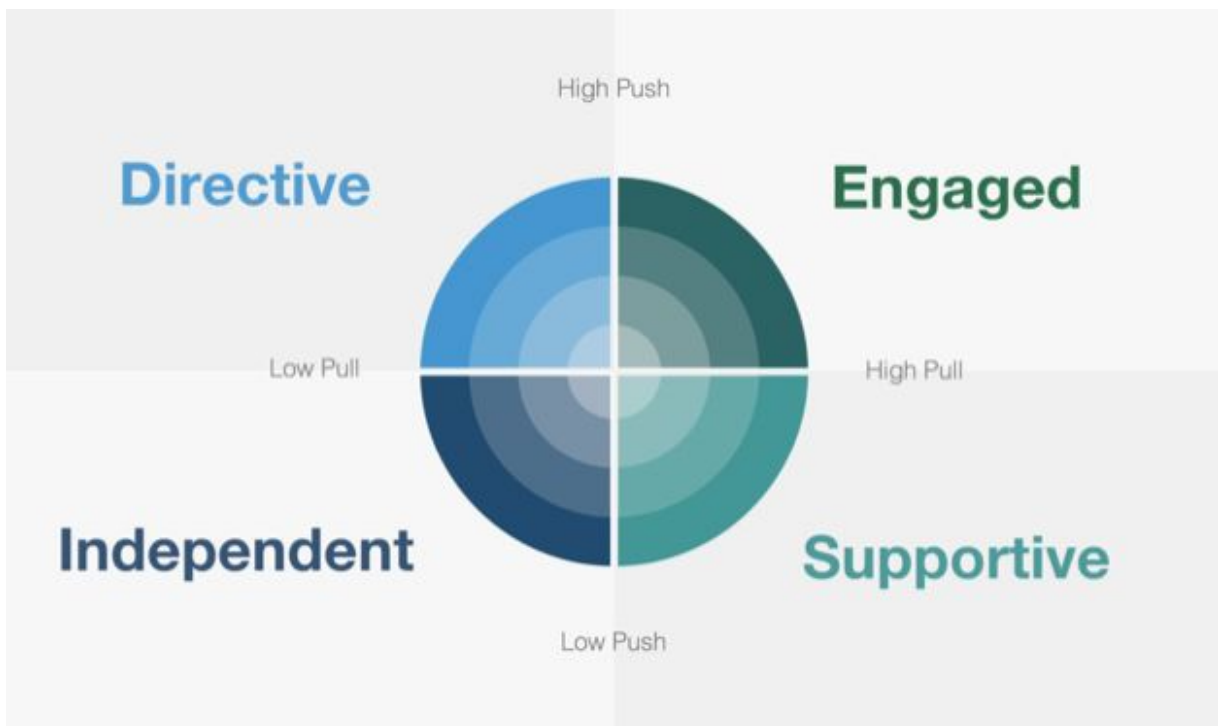 High Push
Directive
Engaged
Low Pull
High Pull
Independent
Supportive
Low Push